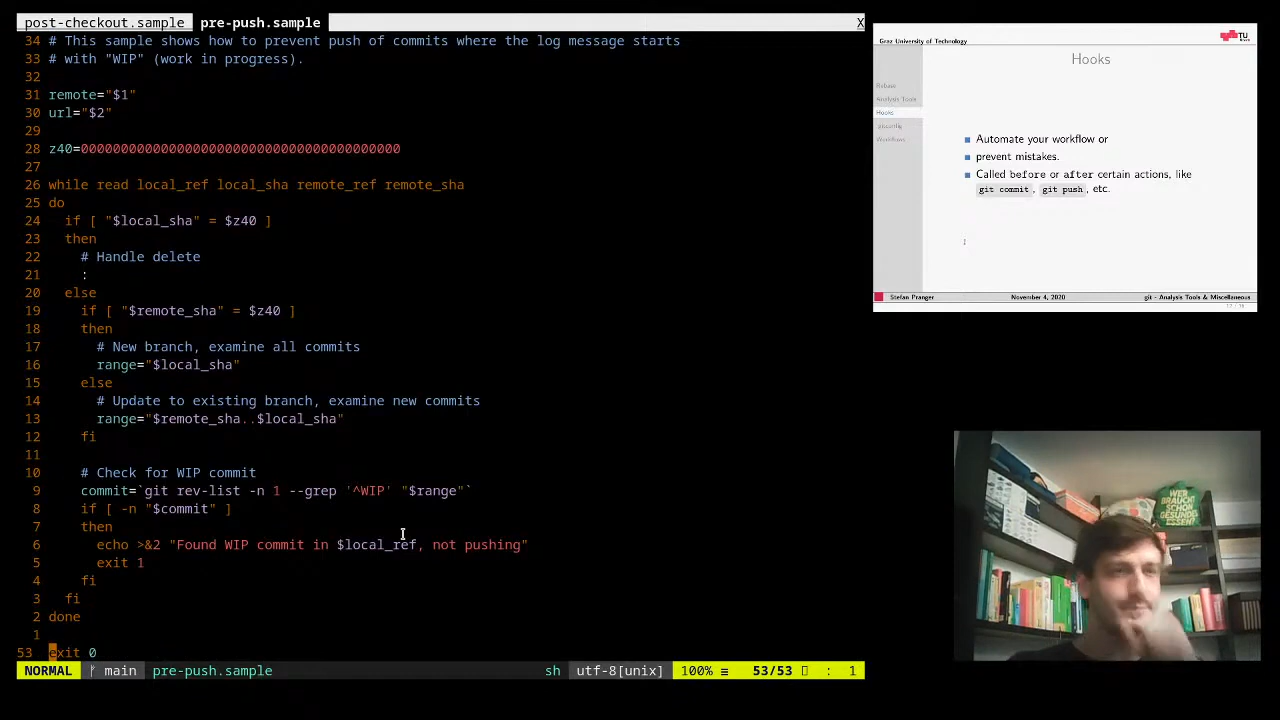 post-checkout.sample pre-push.sample X
34 # This sample shows how to prevent push of commits where the log message starts
33 # with "WIP" (work in progress).
32
31 remote="$1"
30 url="$2"
29
28 z40=0000000000000000000000000000000000000000
27
26 while read local_ref local_sha remote_ref remote_sha
25 do
24 if [ "$local_sha" = $z40 ]
23 then
22 # Handle delete
21 :
20 else
19 if [ "$remote_sha" = $z40 ]
18 then
17 # New branch, examine all commits
16 range="$local_sha"
15 else
14 # Update to existing branch, examine new commits
13 range="$remote_sha..$local_sha"
12 fi
11
10 # Check for WIP commit
9 commit=`git rev-list -n 1 --grep '^WIP' "$range"`
8 if [ -n "$commit" ]
7 then
6 echo >&2 "Found WIP commit in $local_ref, not pushing"
5 exit 1
4 fi
3 fi
2 done
1
53 exit 0
NORMAL main pre-push.sample sh utf-8[unix] 100% ≡ 53/53 : 1
Graz University of Technology
TU
Hooks
Rebase
Analysis Tools
Hooks
.gitconfig
Workflows
Automate your workflow or
prevent mistakes.
Called before or after certain actions, like
git commit, git push, etc.
Stefan Pranger November 4, 2020 git - Analysis Tools & Miscellaneous
WER
BRAUCHT
SCHON
GESUNDES
ESSEN?